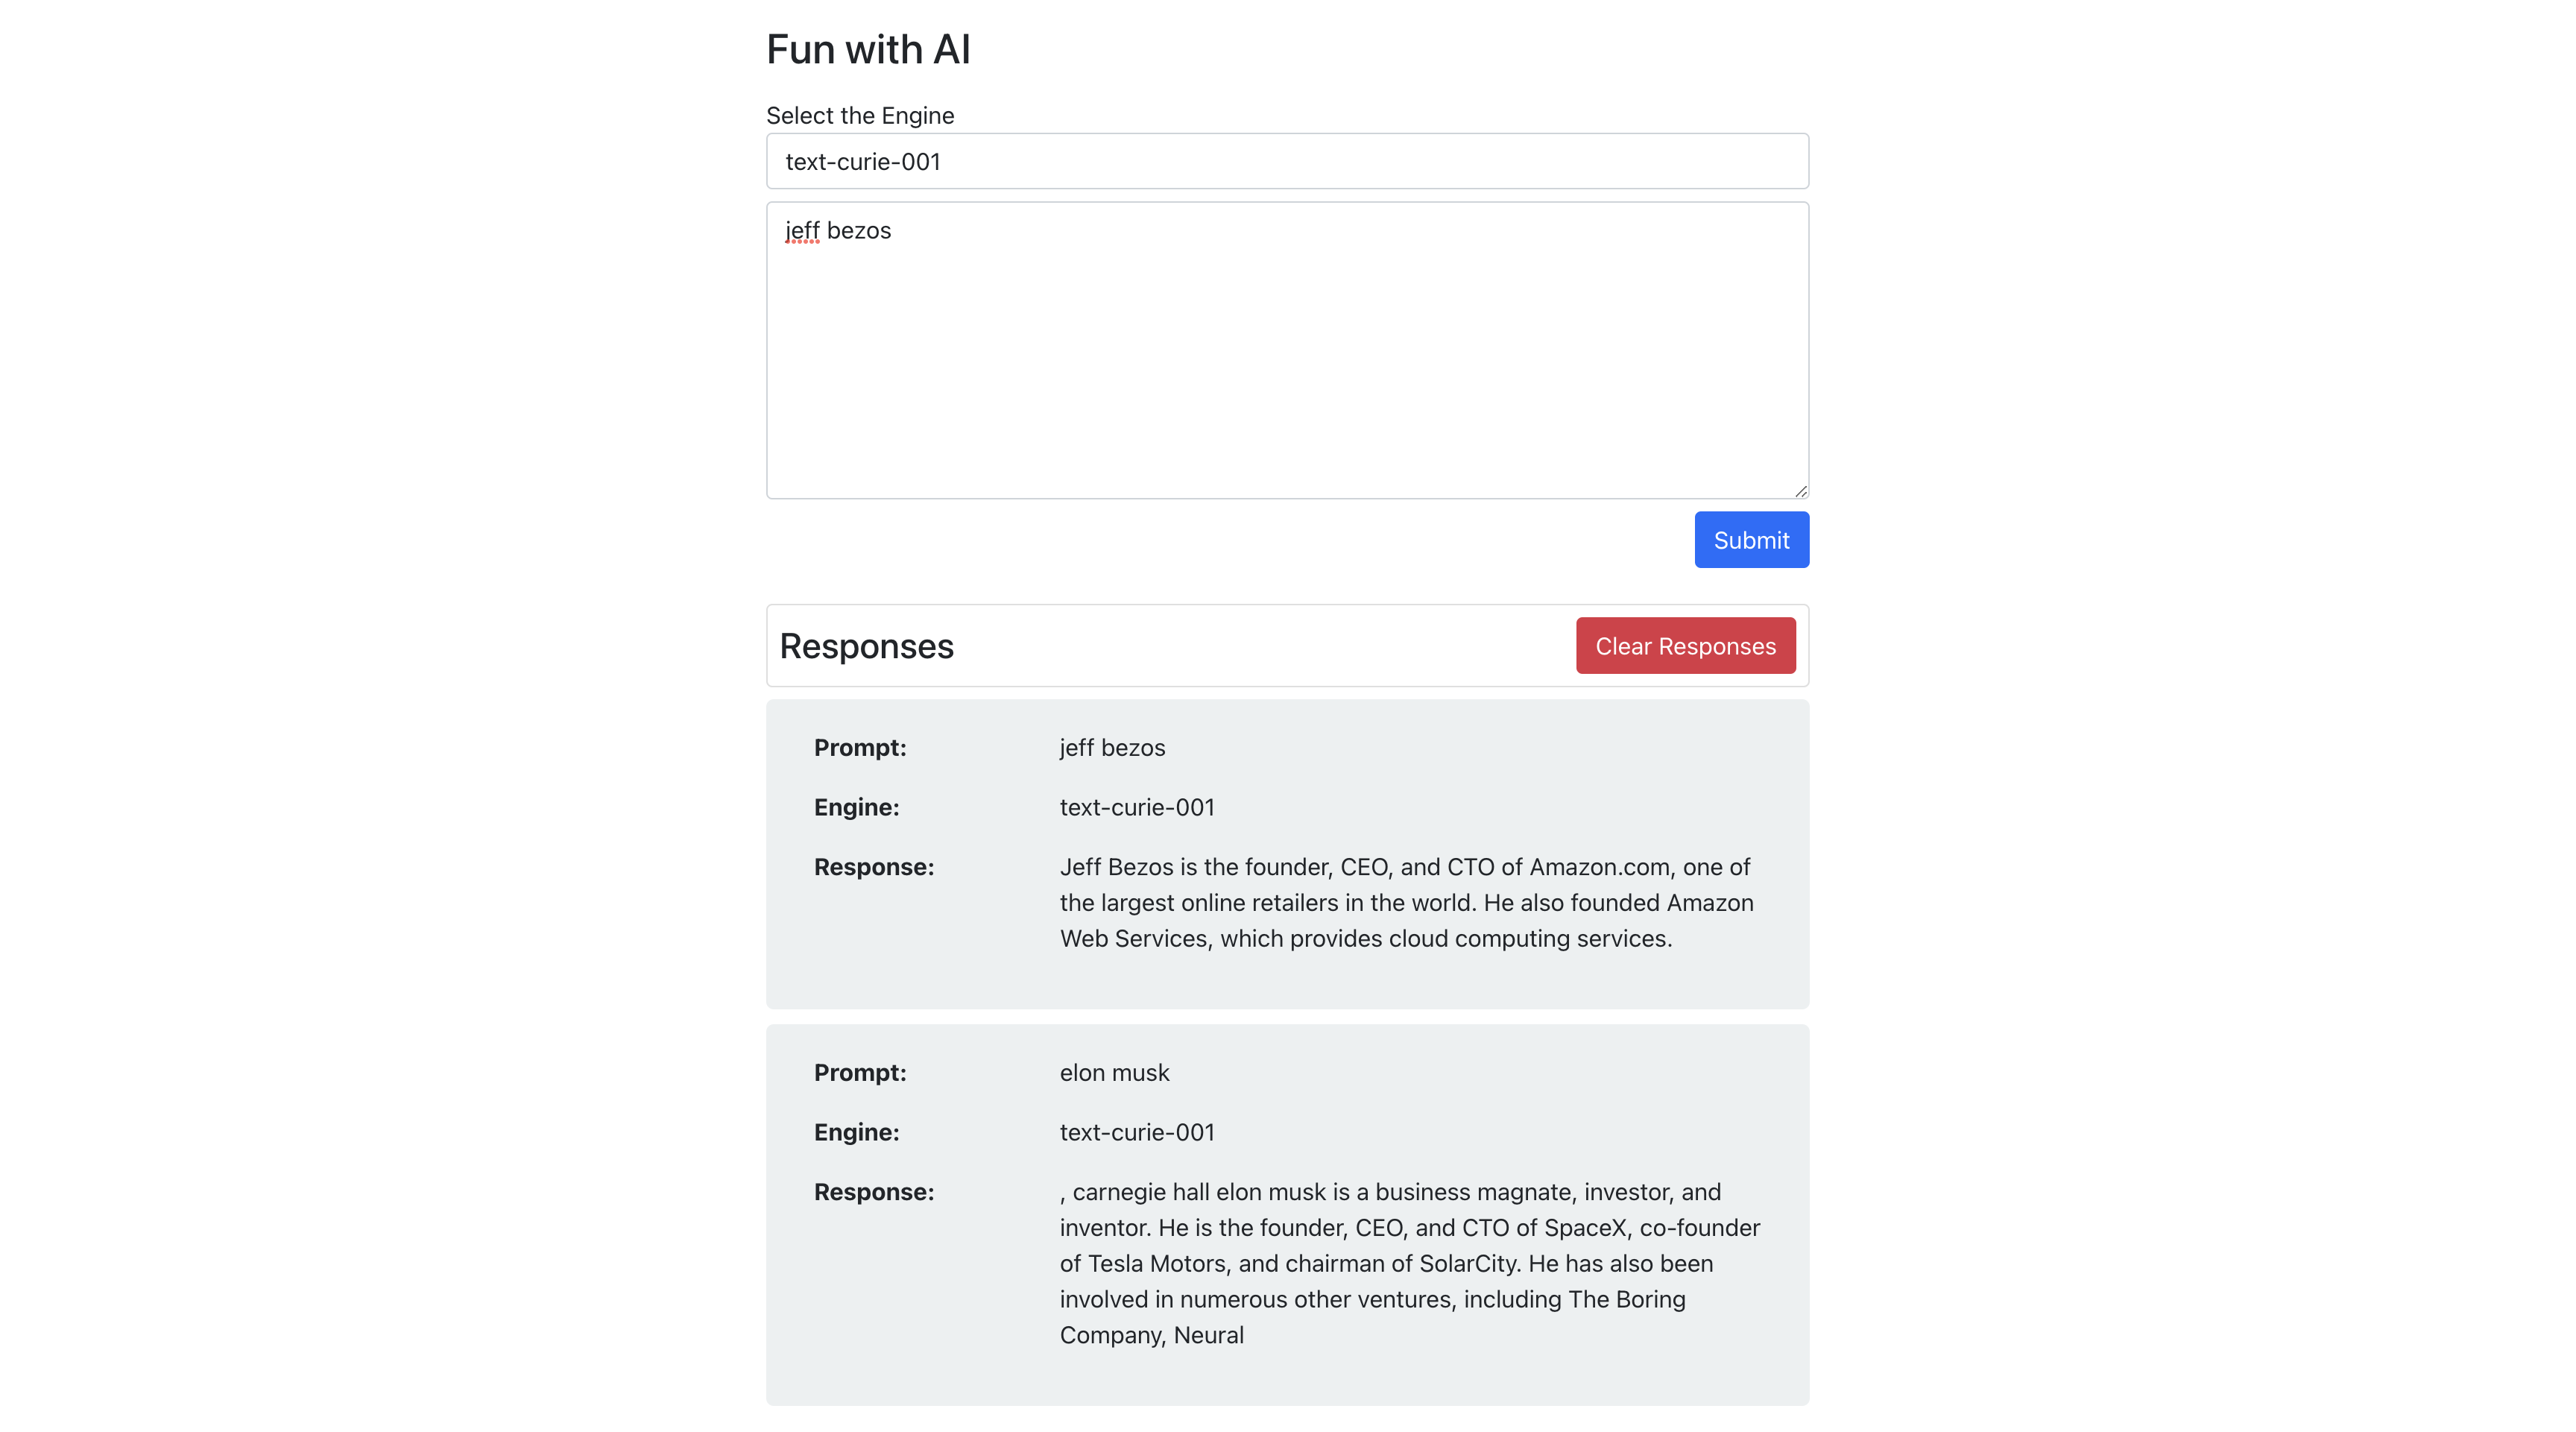 Fun with AI
Select the Engine
text-curie-001
jeff bezos
Submit
Responses
Clear Responses
Prompt: jeff bezos
Engine: text-curie-001
Response: Jeff Bezos is the founder, CEO, and CTO of Amazon.com, one of
the largest online retailers in the world. He also founded Amazon
Web Services, which provides cloud computing services.
Prompt: elon musk
Engine: text-curie-001
Response: , carnegie hall elon musk is a business magnate, investor, and
inventor. He is the founder, CEO, and CTO of SpaceX, co-founder
of Tesla Motors, and chairman of SolarCity. He has also been
involved in numerous other ventures, including The Boring
Company, Neural